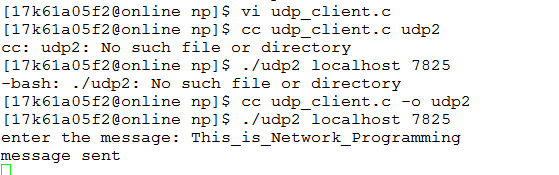 [17k61a05f2@online np]$ vi udp_client.c
[17k61a05f2@online np]$ cc udp_client.c udp2
cc: udp2: No such file or directory
[17k61a05f2@online np]$ ./udp2 localhost 7825
-bash: ./udp2: No such file or directory
[17k61a05f2@online np]$ cc udp_client.c -o udp2
[17k61a05f2@online np]$ ./udp2 localhost 7825
enter the message: This_is_Network_Programming
message sent